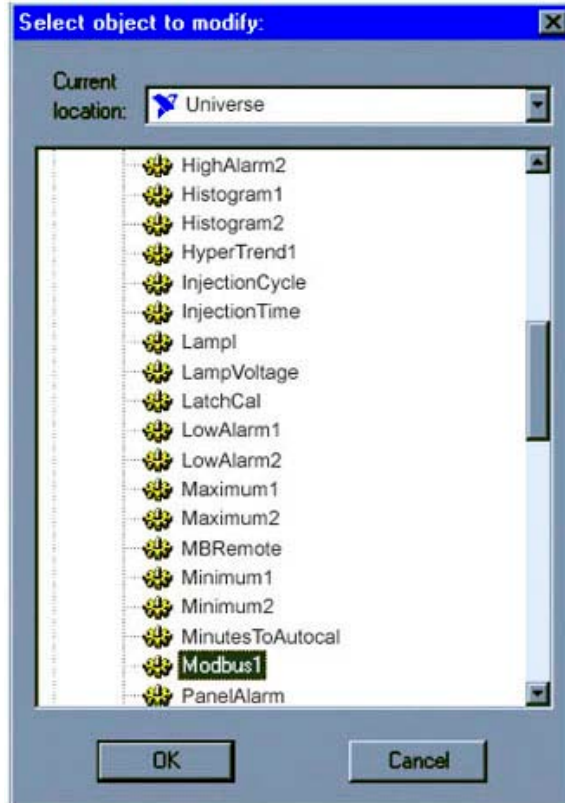 Select object to modify:
Current
location:
Universe
HighAlarm2
Histogram1
Histogram2
HyperTrend1
InjectionCycle
InjectionTime
LampI
LampVoltage
LatchCal
LowAlarm1
LowAlarm2
Maximum1
Maximum2
MBRemote
Minimum1
Minimum2
MinutesToAutocal
Modbus1
PanelAlarm
OK
Cancel